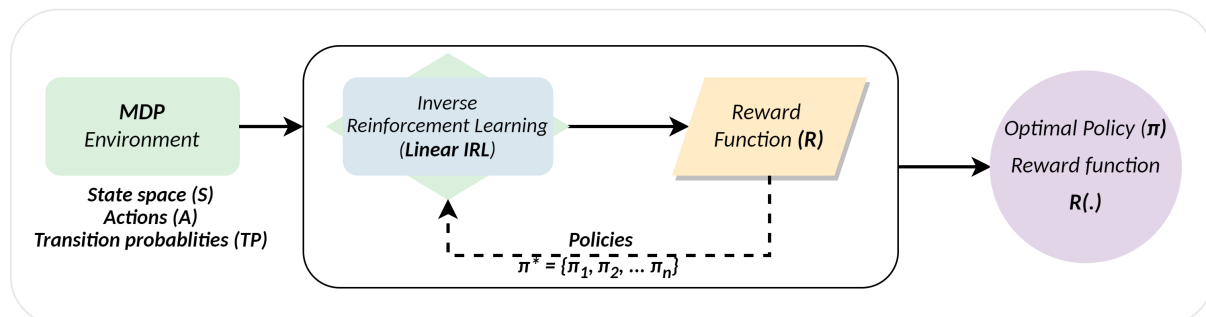 MDP
Environment
State space (S)
Actions (A)
Transition probablities (TP)
Inverse
Reinforcement Learning
(Linear IRL)
Reward
Function (R)
Policies
π* = {π1, π2, ... πn}
Optimal Policy (π)
Reward function
R(.)